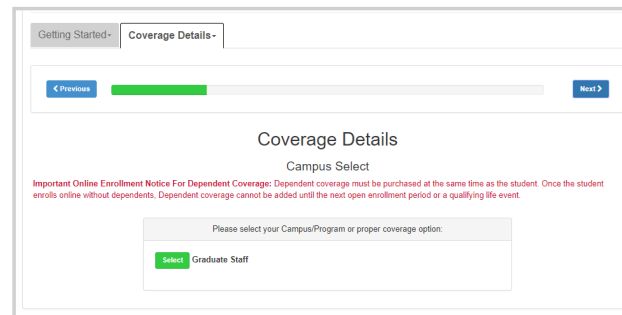 Getting Started
Coverage Details
Previous
Next
Coverage Details
Campus Select
Important Online Enrollment Notice For Dependent Coverage: Dependent coverage must be purchased at the same time as the student. Once the student
enrolls online without dependents, Dependent coverage cannot be added until the next open enrollment period or a qualifying life event.
Please select your Campus/Program or proper coverage option:
Select Graduate Staff